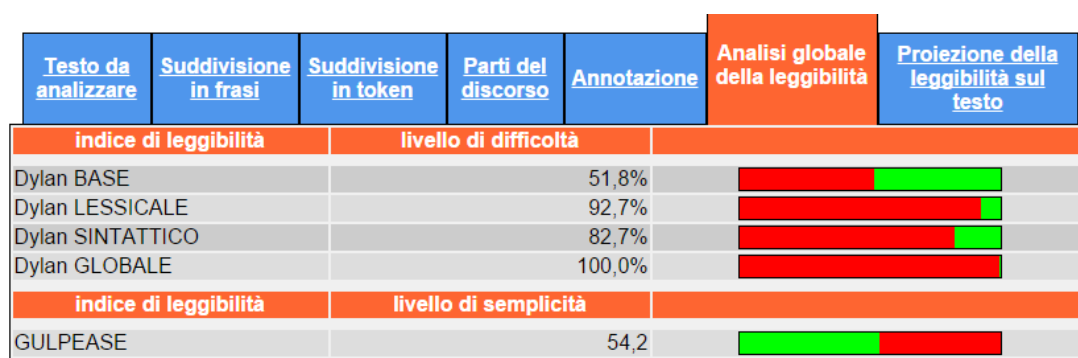 Testo da analizzare
Suddivisione in frasi
Suddivisione in token
Parti del discorso
Annotazione
Analisi globale della leggibilità
Proiezione della leggibilità sul testo
indice di leggibilità livello di difficoltà
Dylan BASE 51,8%
Dylan LESSICALE 92,7%
Dylan SINTATTICO 82,7%
Dylan GLOBALE 100,0%
indice di leggibilità livello di semplicità
GULPEASE 54,2